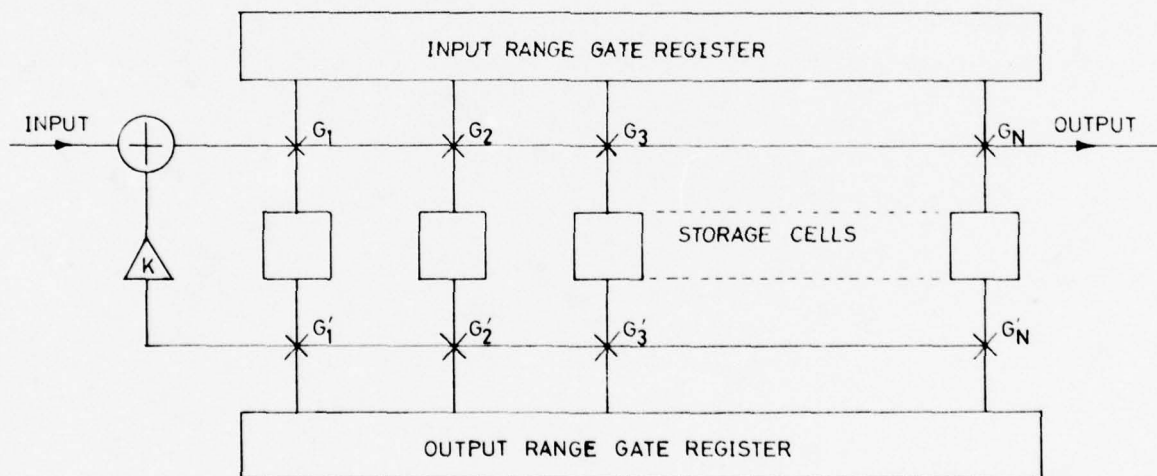 INPUT RANGE GATE REGISTER
INPUT
G1
G2
G3
GN
OUTPUT
STORAGE CELLS
K
G'1
G'2
G'3
G'N
OUTPUT RANGE GATE REGISTER